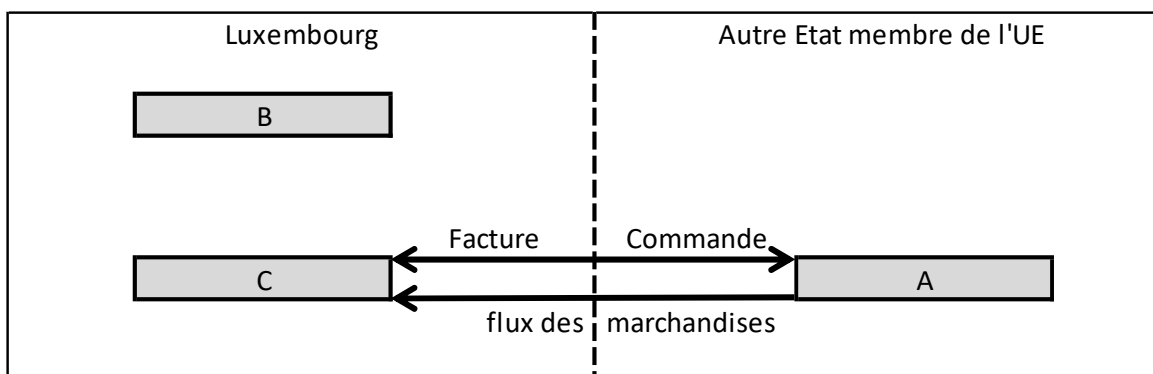 Luxembourg
Autre Etat membre de l'UE
B
Facture
Commande
C
A
flux des marchandises